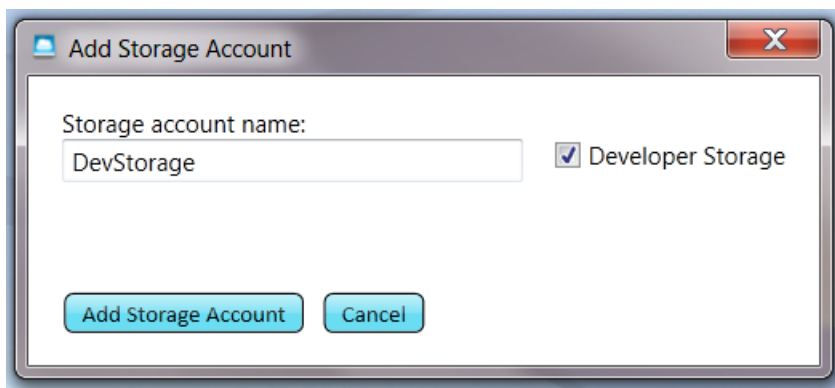 Add Storage Account
Storage account name:
DevStorage
Developer Storage
Add Storage Account
Cancel